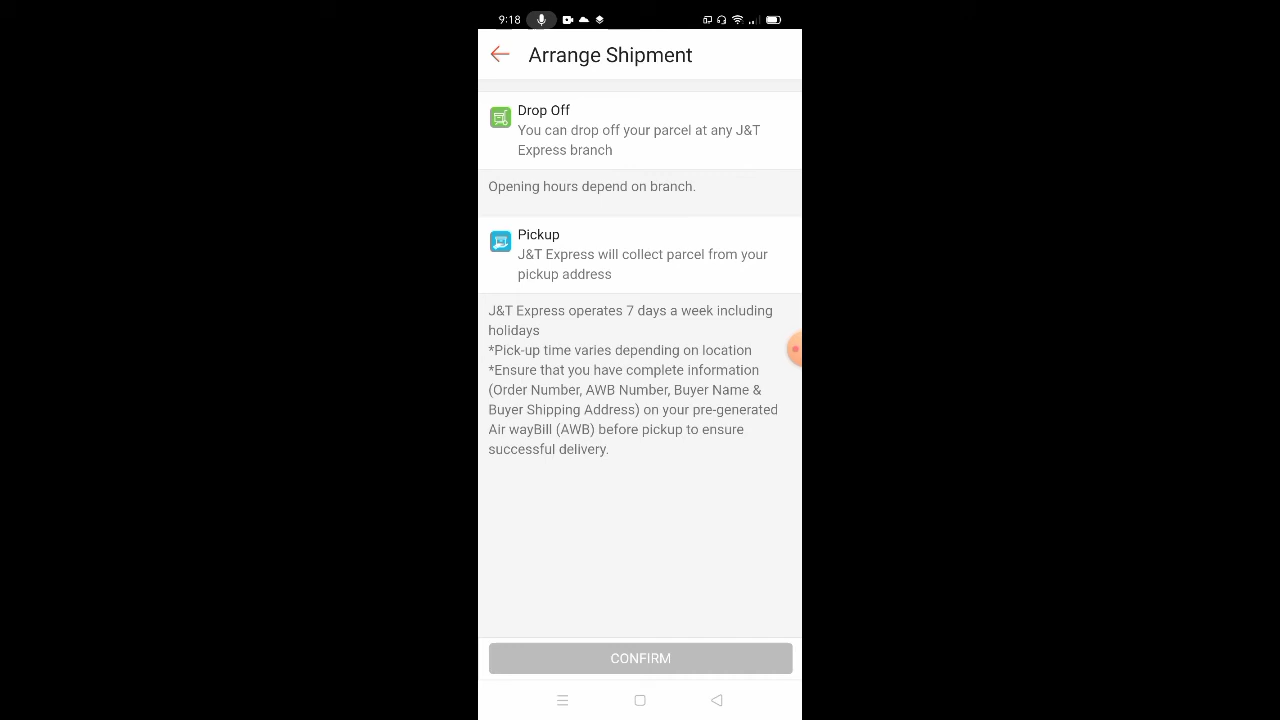 9:18
Arrange Shipment
Drop Off
You can drop off your parcel at any J&T
Express branch
Opening hours depend on branch.
Pickup
J&T Express will collect parcel from your
pickup address
J&T Express operates 7 days a week including
holidays
*Pick-up time varies depending on location
*Ensure that you have complete information
(Order Number, AWB Number, Buyer Name &
Buyer Shipping Address) on your pre-generated
Air wayBill (AWB) before pickup to ensure
successful delivery.
CONFIRM